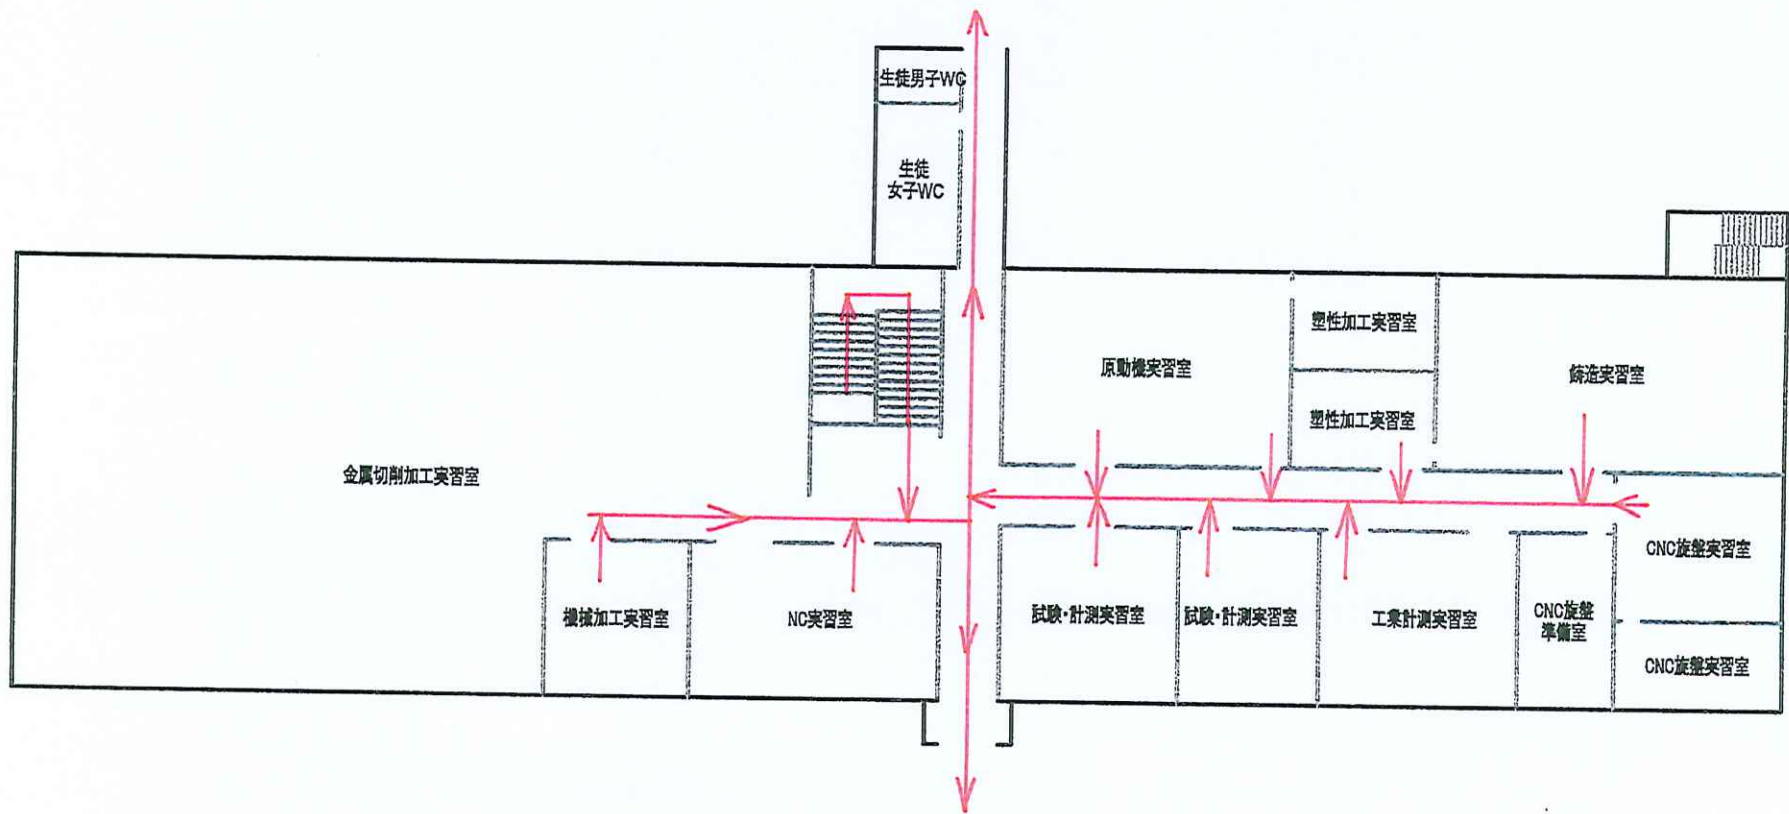 生徒男子WC
生徒
女子WC
塑性加工実習室
原動機実習室
鋳造実習室
塑性加工実習室
金属切削加工実習室
CNC旋盤実習室
機械加工実習室
NC実習室
試験・計測実習室
試験・計測実習室
工業計測実習室
CNC旋盤
準備室
CNC旋盤実習室